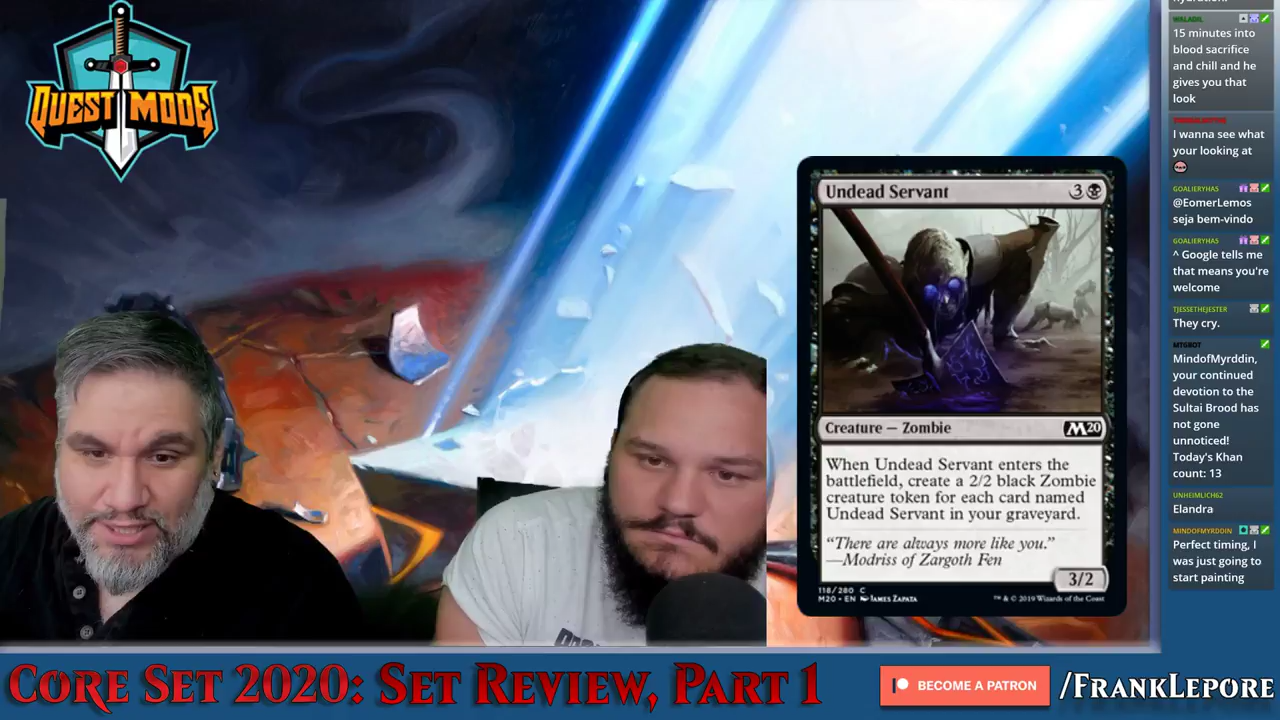 QUEST MODE
Undead Servant 3
Creature — Zombie M20
When Undead Servant enters the
battlefield, create a 2/2 black Zombie
creature token for each card named
Undead Servant in your graveyard.
“There are always more like you.”
—Modriss of Zargoth Fen
3/2
118/280 C
M20 • EN JAMES ZAPATA
™ & © 2019 Wizards of the Coast
15 minutes into
blood sacrifice
and chill and he
gives you that
look
I wanna see what
your looking at
GOALIERYHAS
@EomerLemos
seja bem-vindo
GOALIERYHAS
^ Google tells me
that means you're
welcome
TJESSETHEJESTER
They cry.
MTGBOT
MindofMyrddin,
your continued
devotion to the
Sultai Brood has
not gone
unnoticed!
Today's Khan
count: 13
UNHEIMLICH62
Elandra
MINDOFMYRDDIN
Perfect timing, I
was just going to
start painting
CORE SET 2020: SET REVIEW, PART 1
BECOME A PATRON
/FRANKLEPORE